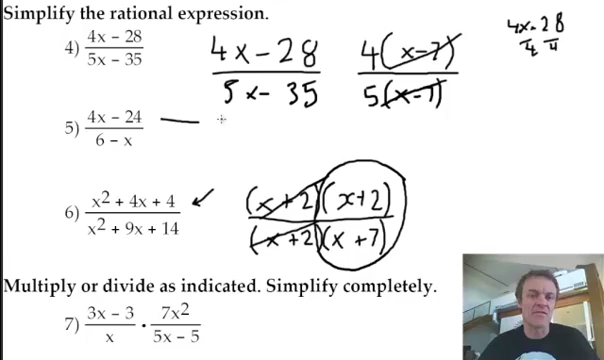 Simplify the rational expression.
4) (4x − 28)/(5x − 35)   (4x − 28)/(5x − 35)   4(x−7)/5(x−7)   4x − 28
4   4
5) (4x − 24)/(6 − x)
6) (x² + 4x + 4)/(x² + 9x + 14) ✓   (x+2)(x+2)/(x+2)(x+7)
Multiply or divide as indicated. Simplify completely.
7) (3x − 3)/x · 7x²/(5x − 5)